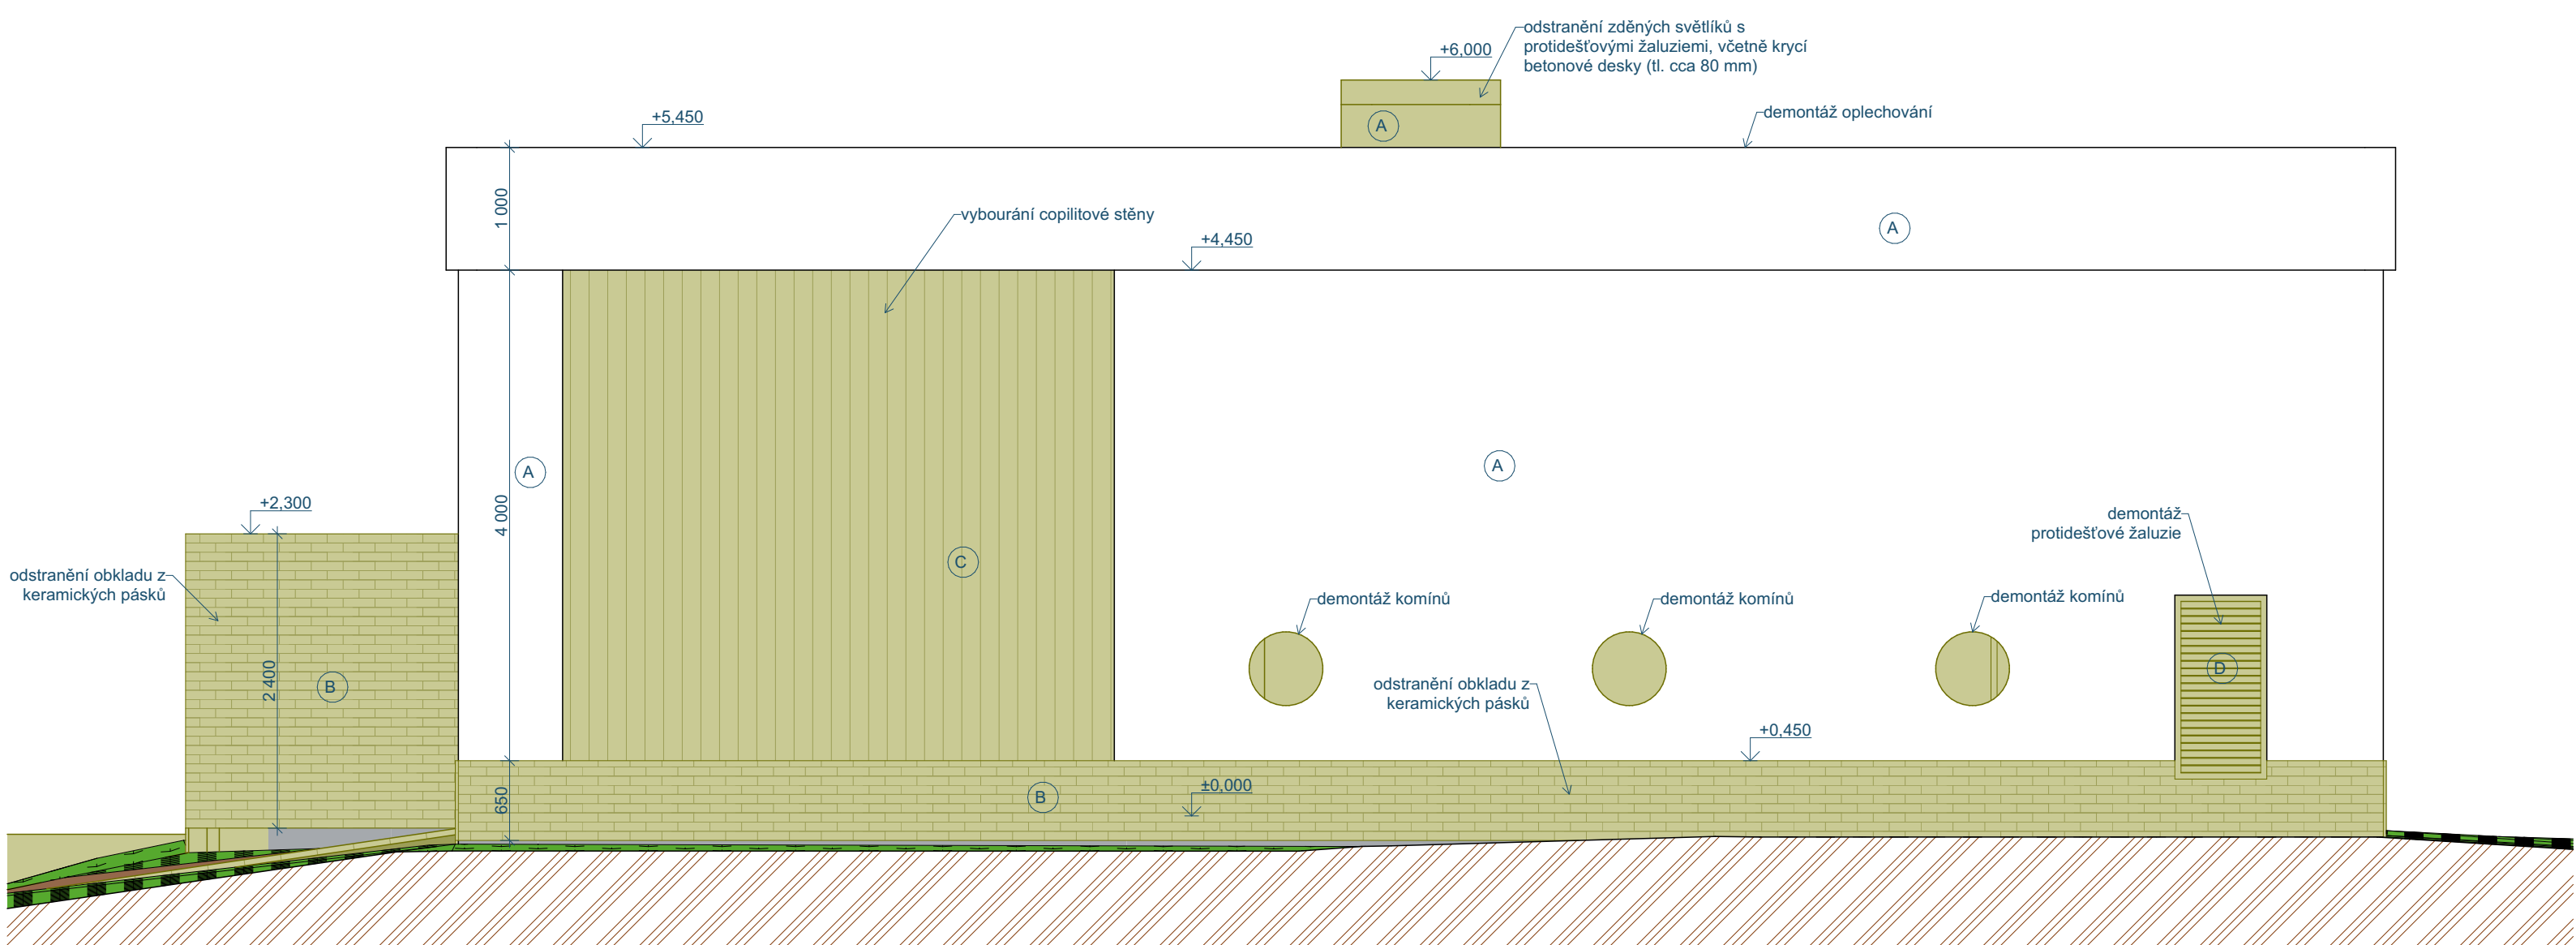 odstranění zděných světlíků s
protidešťovými žaluziemi, včetně krycí
betonové desky (tl. cca 80 mm)
+6,000
A
+5,450
demontáž oplechování
1 000
vybourání copilitové stěny
A
+4,450
A
A
4 000
+2,300
demontáž
protidešťové žaluzie
C
odstranění obkladu z
keramických pásků
demontáž komínů
demontáž komínů
demontáž komínů
2 400
B
D
odstranění obkladu z
keramických pásků
+0,450
650
B
±0,000